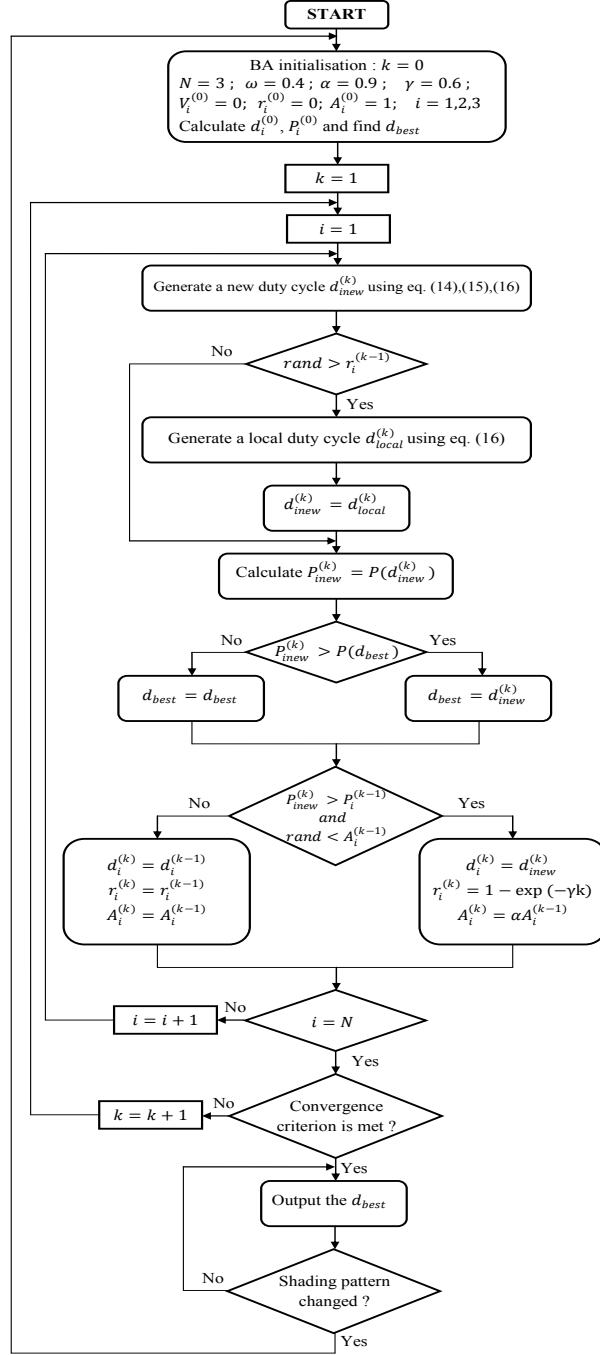 START
BA initialisation : k = 0
N = 3 ; ω = 0.4 ; α = 0.9 ; γ = 0.6 ;
V_i^(0) = 0; r_i^(0) = 0; A_i^(0) = 1; i = 1,2,3
Calculate d_i^(0), P_i^(0) and find d_best
k = 1
i = 1
Generate a new duty cycle d_inew^(k) using eq. (14),(15),(16)
No
rand > r_i^(k-1)
Yes
Generate a local duty cycle d_local^(k) using eq. (16)
d_inew^(k) = d_local^(k)
Calculate P_inew^(k) = P(d_inew^(k))
No
P_inew^(k) > P(d_best)
Yes
d_best = d_best
d_best = d_inew^(k)
No
P_inew^(k) > P_i^(k-1)
and
rand < A_i^(k-1)
Yes
d_i^(k) = d_i^(k-1)
r_i^(k) = r_i^(k-1)
A_i^(k) = A_i^(k-1)
d_i^(k) = d_inew^(k)
r_i^(k) = 1 − exp (−γk)
A_i^(k) = αA_i^(k-1)
i = i + 1
No
i = N
Yes
k = k + 1
No
Convergence
criterion is met ?
Yes
Output the d_best
No
Shading pattern
changed ?
Yes